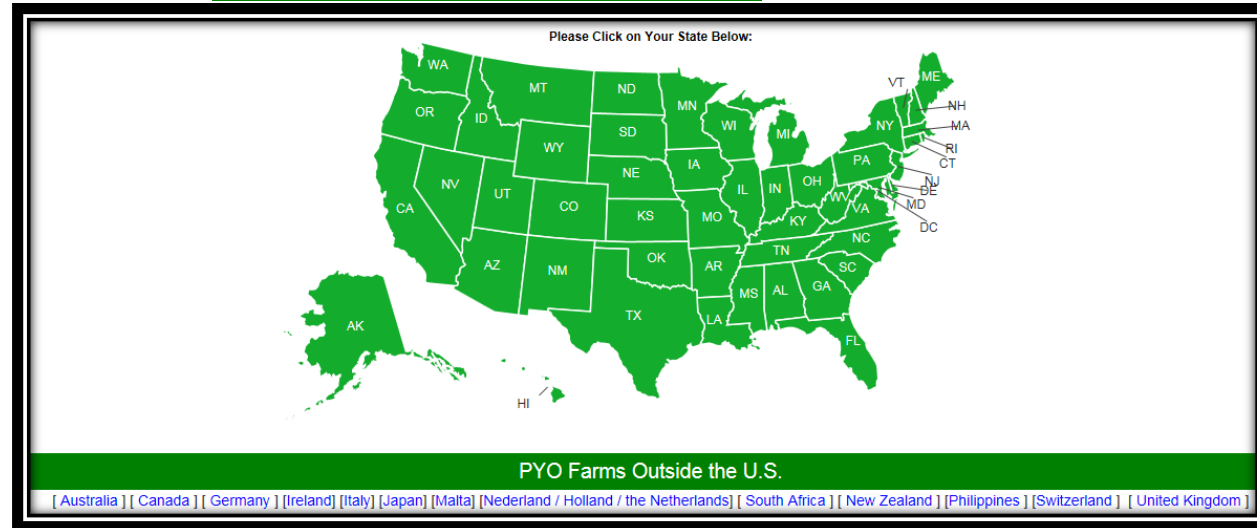 Please Click on Your State Below:
WA
MT
ND
MN
ME
VT
NH
OR
ID
SD
WI
MI
NY
MA
RI
CT
WY
IA
PA
NE
NJ
DE
MD
DC
NV
UT
CO
IL
IN
OH
WV
VA
CA
KS
MO
KY
NC
TN
AZ
NM
OK
AR
SC
MS
AL
GA
TX
LA
FL
AK
HI
PYO Farms Outside the U.S.
[ Australia ] [ Canada ] [ Germany ] [Ireland] [Italy] [Japan] [Malta] [Nederland / Holland / the Netherlands] [ South Africa ] [ New Zealand ] [Philippines ] [Switzerland ] [ United Kingdom ]